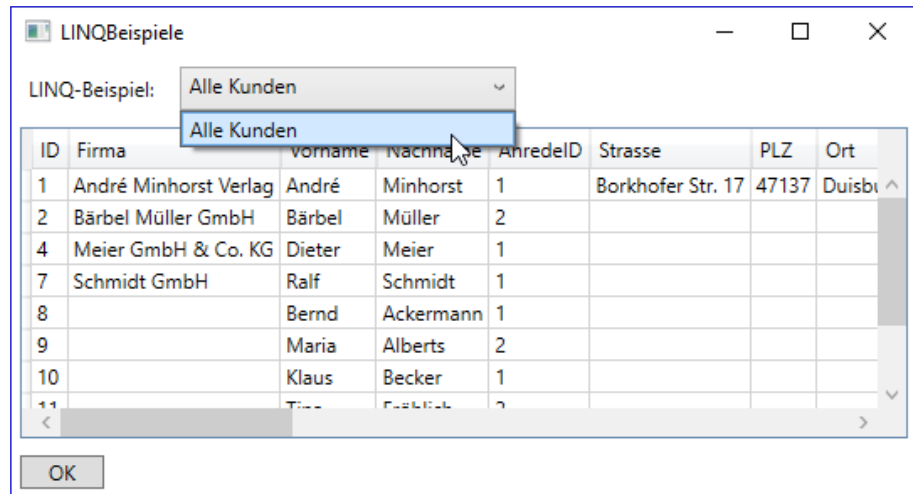 LINQBeispiele
LINQ-Beispiel: Alle Kunden
Alle Kunden
ID Firma Vorname Nachname AnredeID Strasse PLZ Ort
1 André Minhorst Verlag André Minhorst 1 Borkhofer Str. 17 47137 Duisbu
2 Bärbel Müller GmbH Bärbel Müller 2
4 Meier GmbH & Co. KG Dieter Meier 1
7 Schmidt GmbH Ralf Schmidt 1
8 Bernd Ackermann 1
9 Maria Alberts 2
10 Klaus Becker 1
11
OK